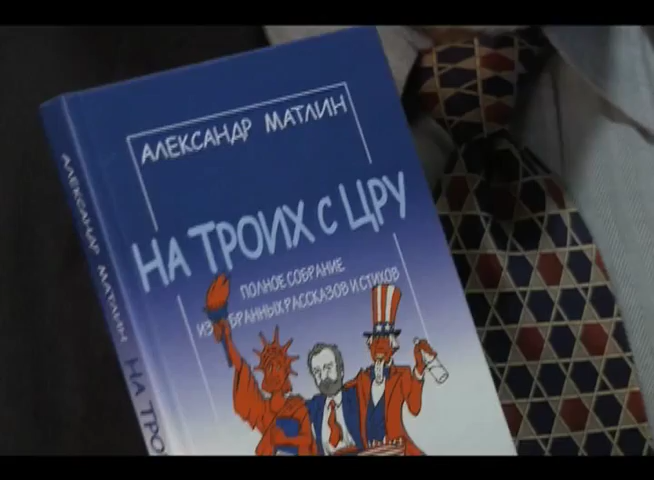 АЛЕКСАНДР МАТЛИН
НА ТРОИХ С ЦРУ
ПОЛНОЕ СОБРАНИЕ
ИЗБРАННЫХ РАССКАЗОВ И СТИХОВ
АЛЕКСАНДР МАТЛИН НА ТРО